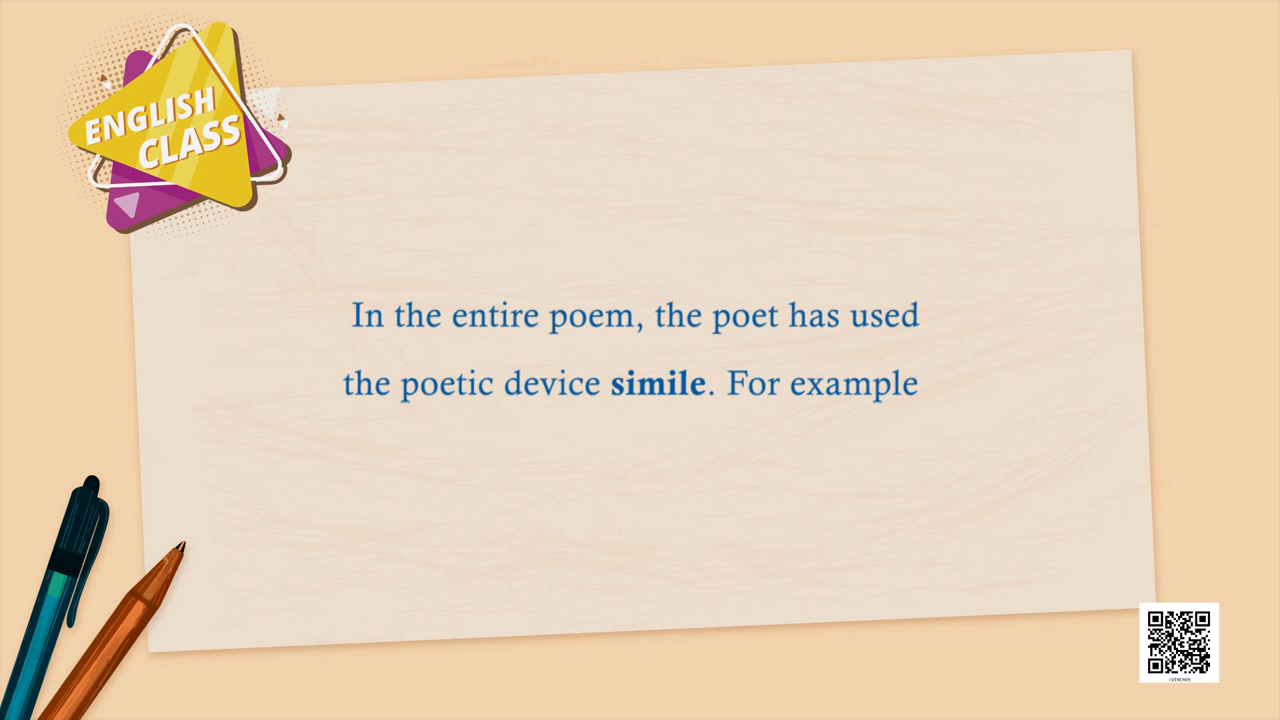 ENGLISH
CLASS
In the entire poem, the poet has used
the poetic device simile. For example